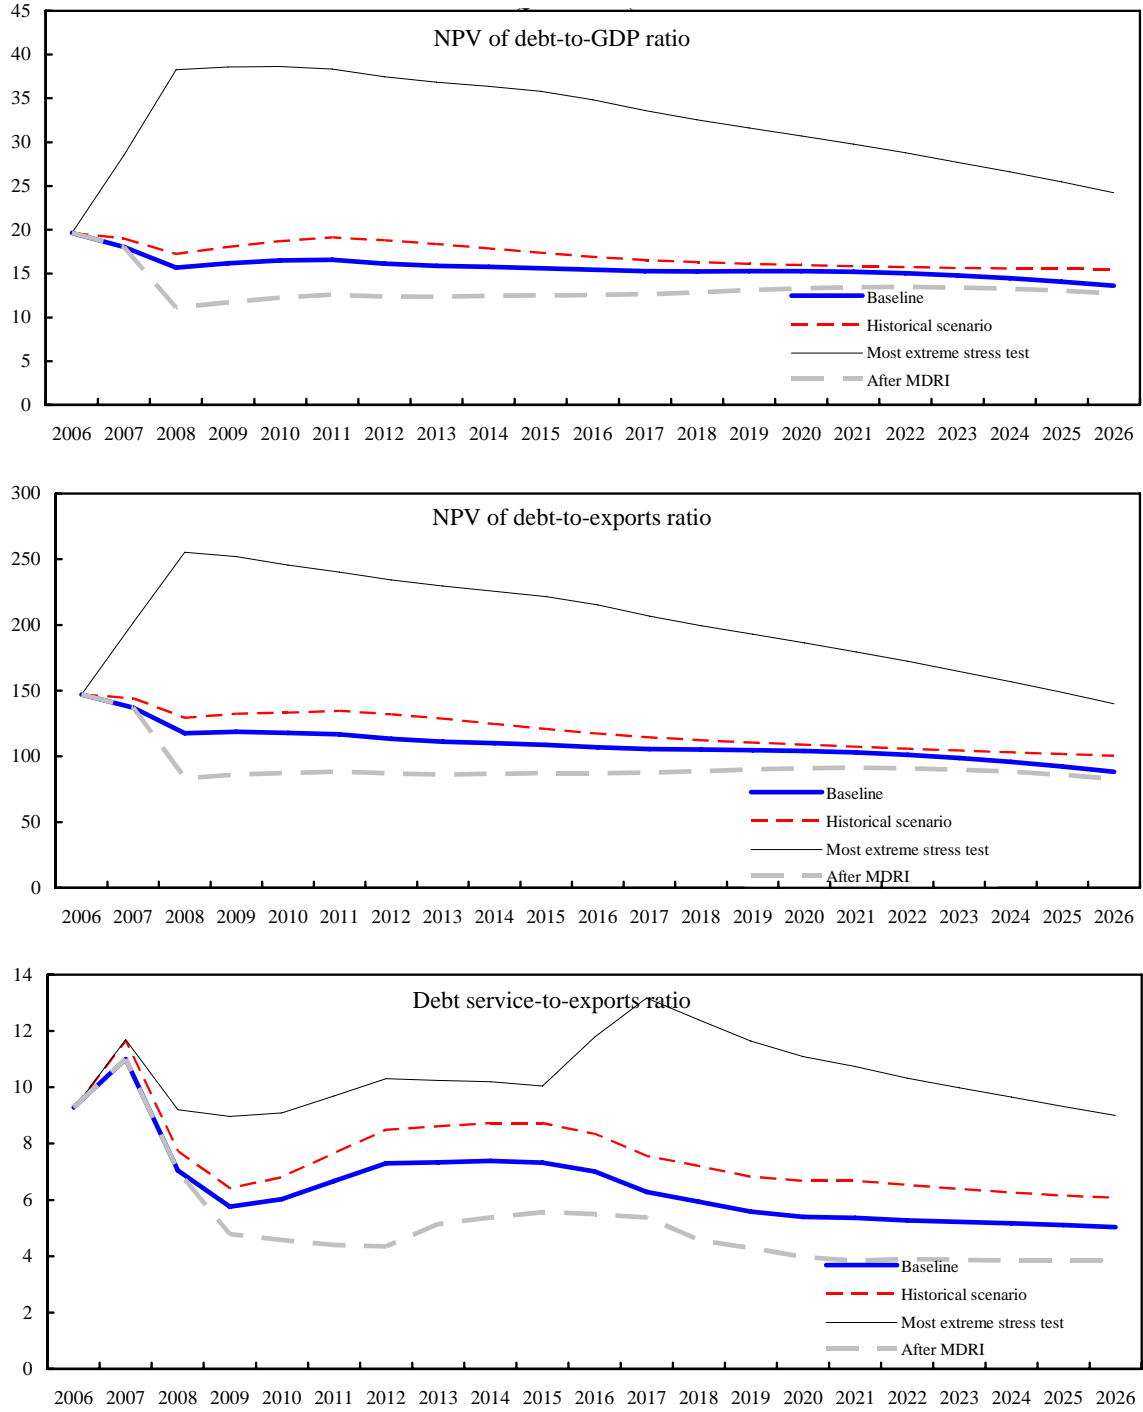 45
NPV of debt-to-GDP ratio
40
35
30
25
20
15
10
5
0
Baseline
Historical scenario
Most extreme stress test
After MDRI
2006 2007 2008 2009 2010 2011 2012 2013 2014 2015 2016 2017 2018 2019 2020 2021 2022 2023 2024 2025 2026
300
NPV of debt-to-exports ratio
250
200
150
100
50
0
Baseline
Historical scenario
Most extreme stress test
After MDRI
2006 2007 2008 2009 2010 2011 2012 2013 2014 2015 2016 2017 2018 2019 2020 2021 2022 2023 2024 2025 2026
14
Debt service-to-exports ratio
12
10
8
6
4
2
0
Baseline
Historical scenario
Most extreme stress test
After MDRI
2006 2007 2008 2009 2010 2011 2012 2013 2014 2015 2016 2017 2018 2019 2020 2021 2022 2023 2024 2025 2026